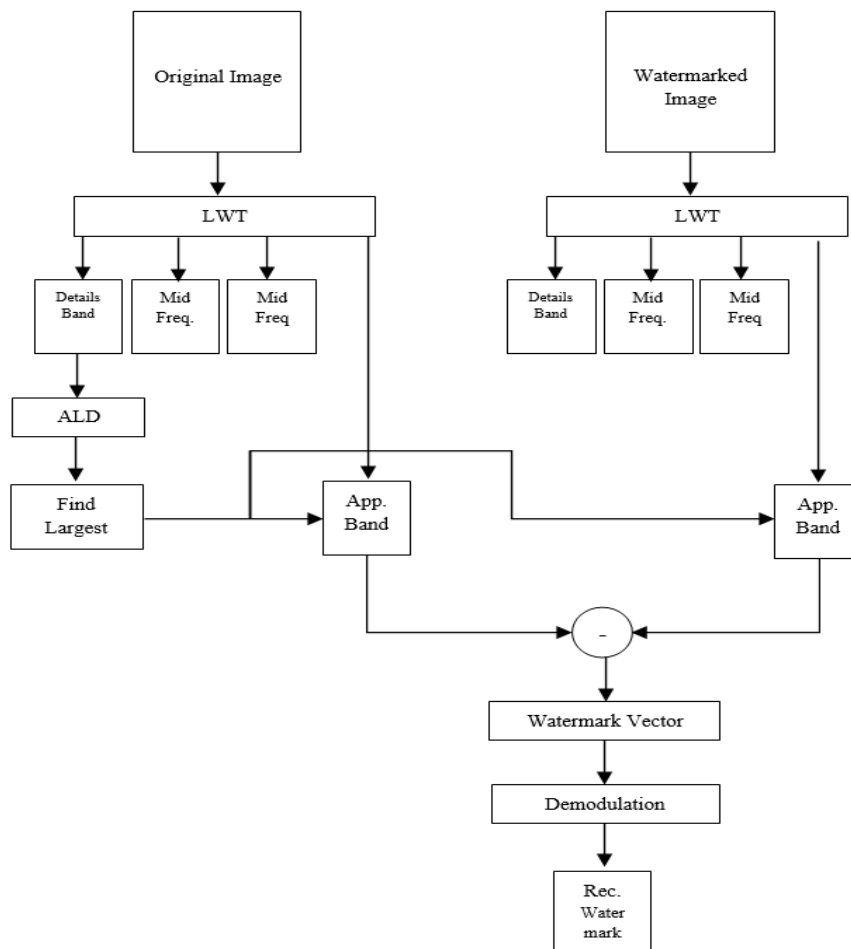 Original Image
Watermarked
Image
LWT
LWT
Details
Band
Mid
Freq.
Mid
Freq
Details
Band
Mid
Freq.
Mid
Freq
ALD
Find
Largest
App.
Band
App.
Band
-
Watermark Vector
Demodulation
Rec.
Water
mark